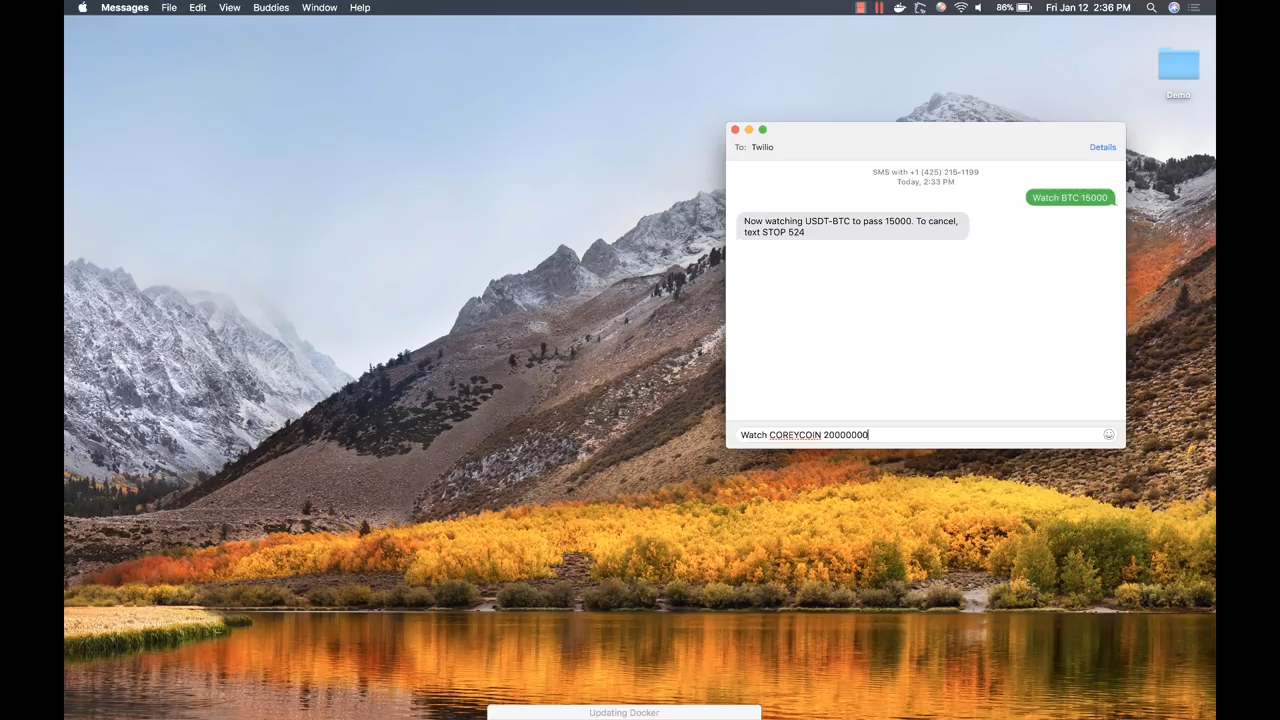 Messages File Edit View Buddies Window Help 86% Fri Jan 12 2:36 PM
Demo
To: Twilio Details
SMS with +1 (425) 215-1199
Today, 2:33 PM
Watch BTC 15000
Now watching USDT-BTC to pass 15000. To cancel,
text STOP 524
Watch COREYCOIN 20000000
Updating Docker